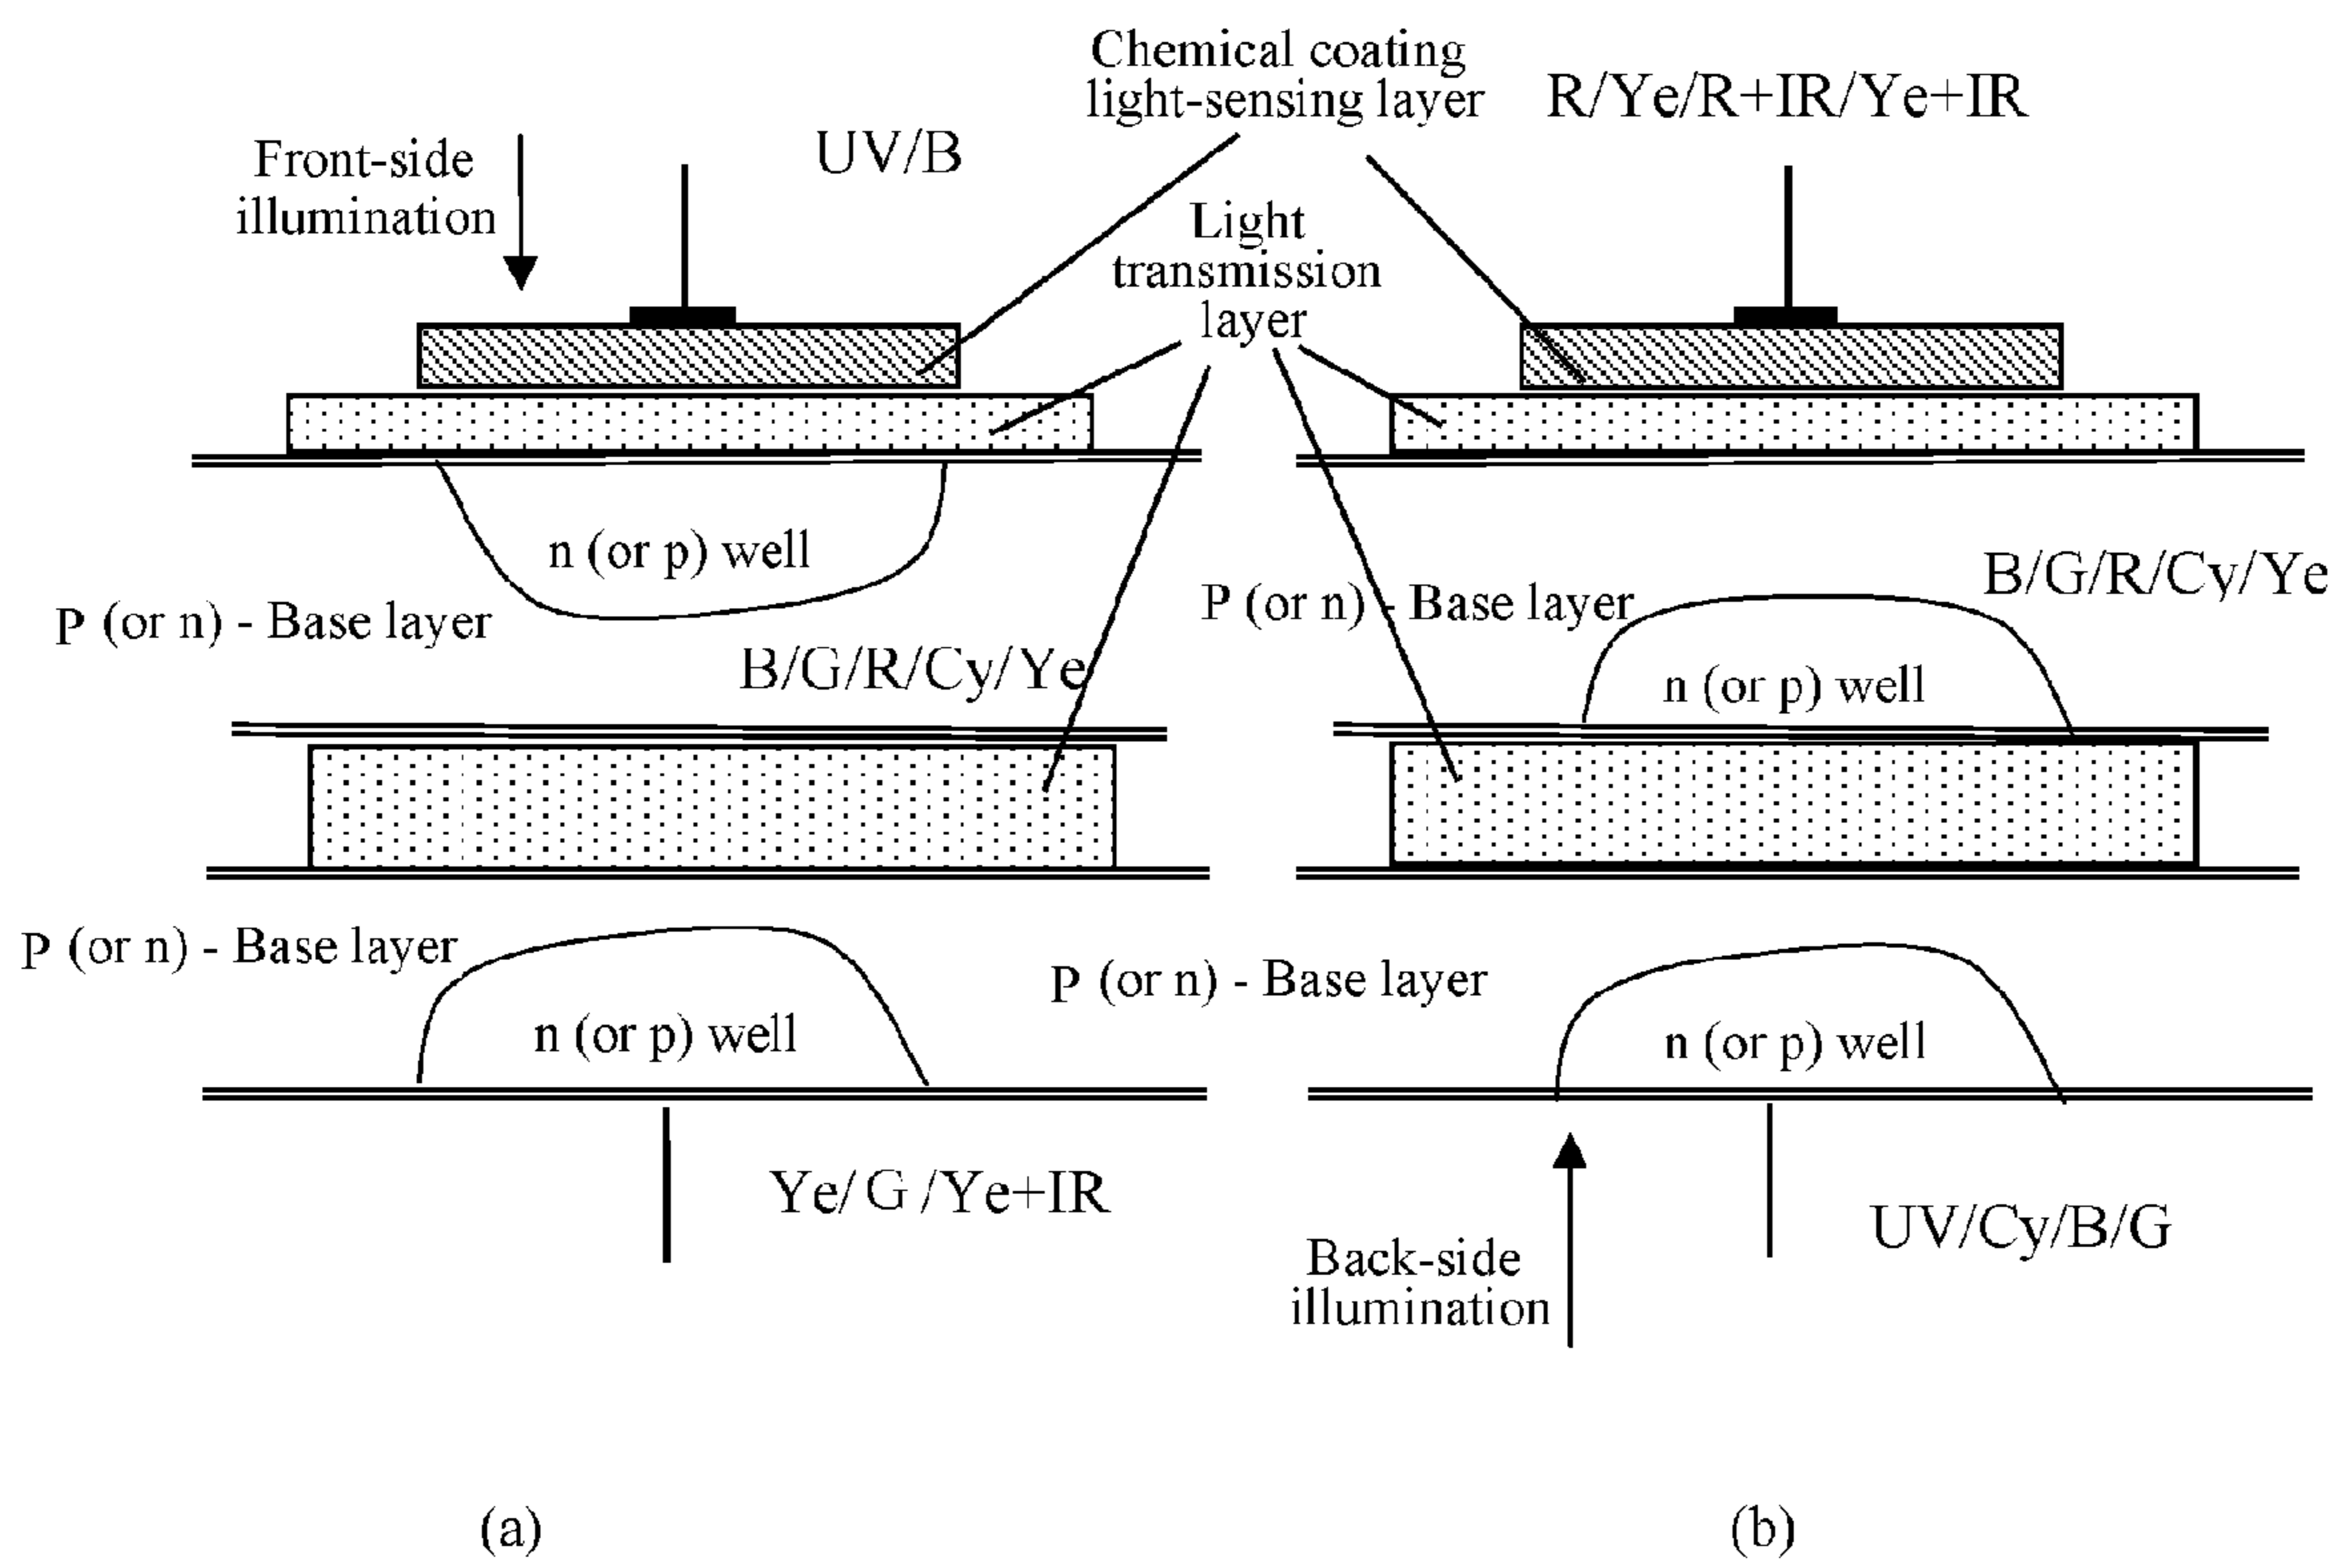 Chemical coating
light-sensing layer
R/Ye/R+IR/Ye+IR
Front-side
illumination
UV/B
Light
transmission
layer
n (or p) well
P (or n) - Base layer
B/G/R/Cy/Ye
P (or n) - Base layer
B/G/R/Cy/Ye
n (or p) well
P (or n) - Base layer
n (or p) well
P (or n) - Base layer
n (or p) well
Ye/G/Ye+IR
Back-side
illumination
UV/Cy/B/G
(a)
(b)